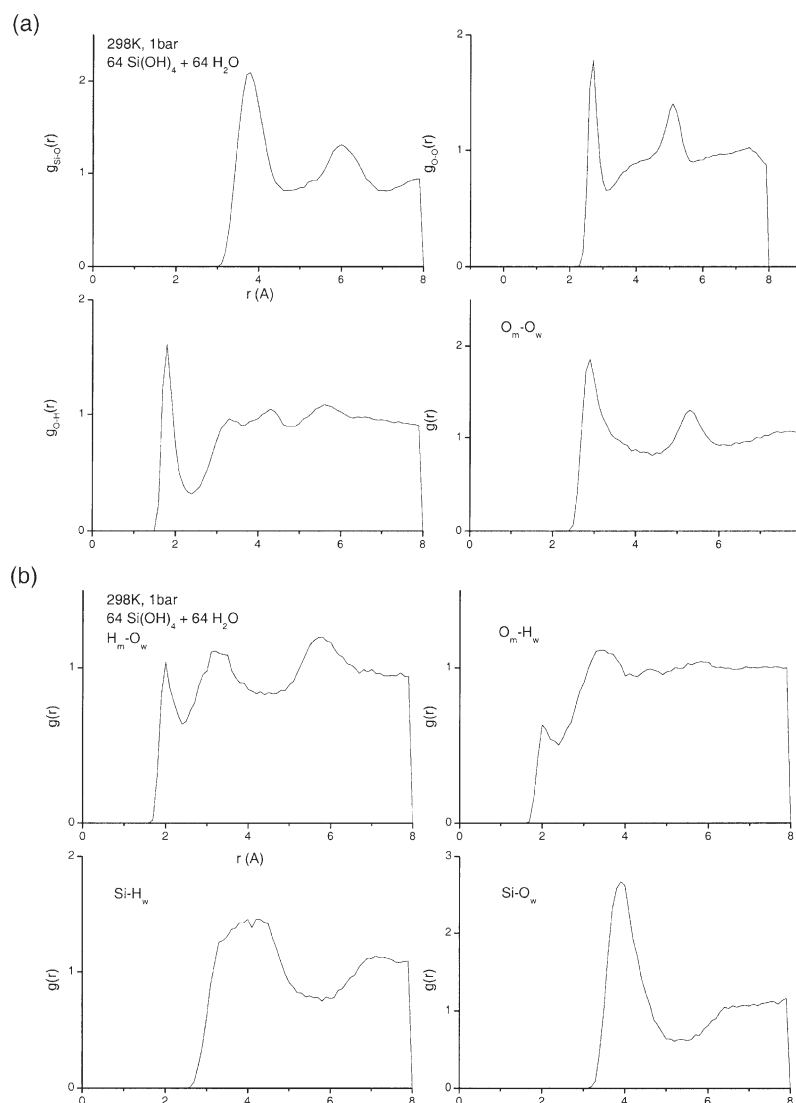 (a)
298K, 1bar
64 Si(OH)4 + 64 H2O
gSi-O(r)
2
1
0
0 2 4 6 8
r (A)
gO-O(r)
2
1
0
0 2 4 6 8
gO-H(r)
2
1
0
0 2 4 6 8
Om-Ow
g(r)
2
1
0
0 2 4 6
(b)
298K, 1bar
64 Si(OH)4 + 64 H2O
Hm-Ow
g(r)
1
0
0 2 4 6 8
r (A)
Om-Hw
g(r)
1
0
0 2 4 6 8
Si-Hw
g(r)
2
1
0
0 2 4 6 8
Si-Ow
g(r)
3
2
1
0
0 2 4 6 8